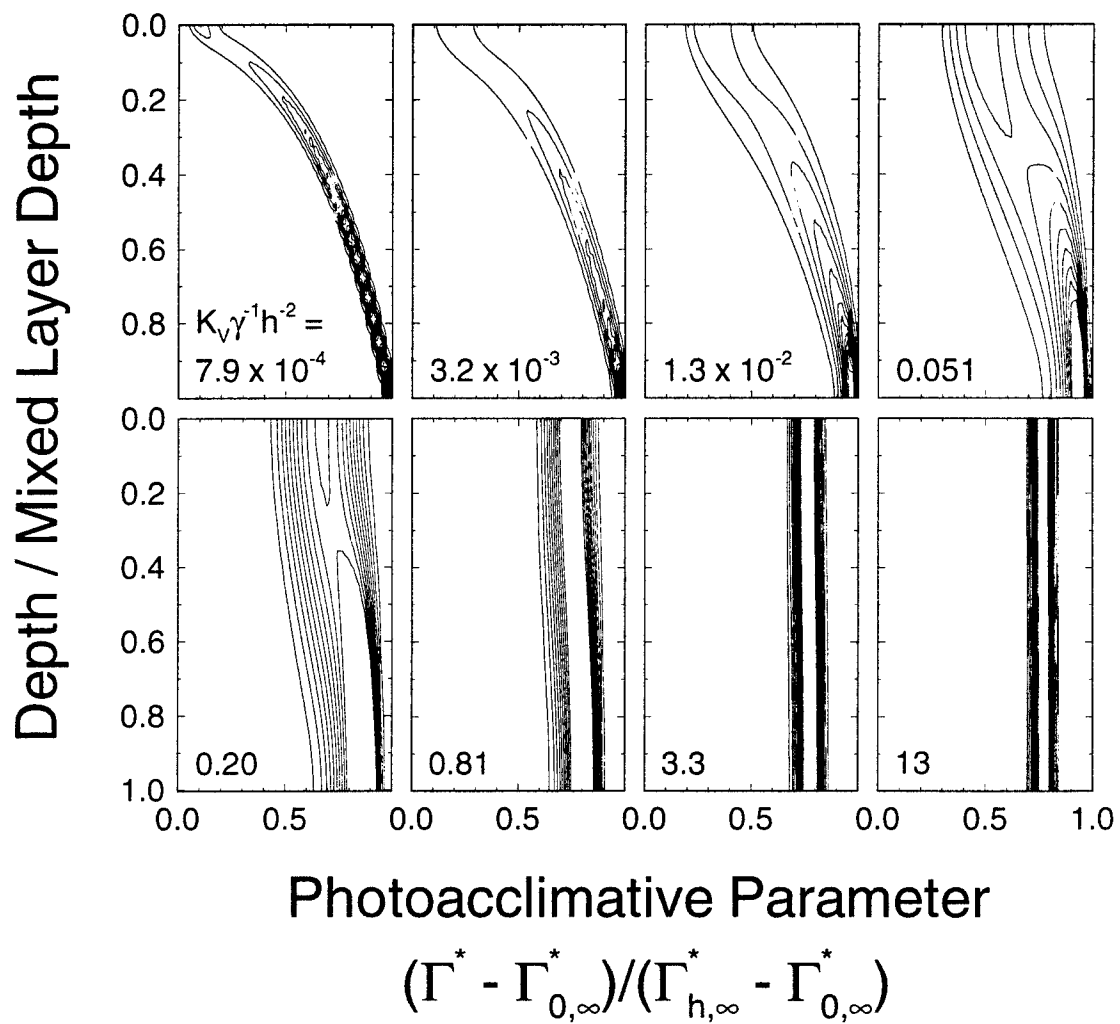 Depth / Mixed Layer Depth
0.0
0.2
0.4
0.6
0.8
K_Vγ⁻¹h⁻² =
7.9 x 10⁻⁴
3.2 x 10⁻³
1.3 x 10⁻²
0.051
0.0
0.2
0.4
0.6
0.8
1.0
0.20
0.81
3.3
13
0.0 0.5 0.0 0.5 0.0 0.5 0.0 0.5 1.0
Photoacclimative Parameter
(Γ* - Γ*₀,∞)/(Γ*ₕ,∞ - Γ*₀,∞)